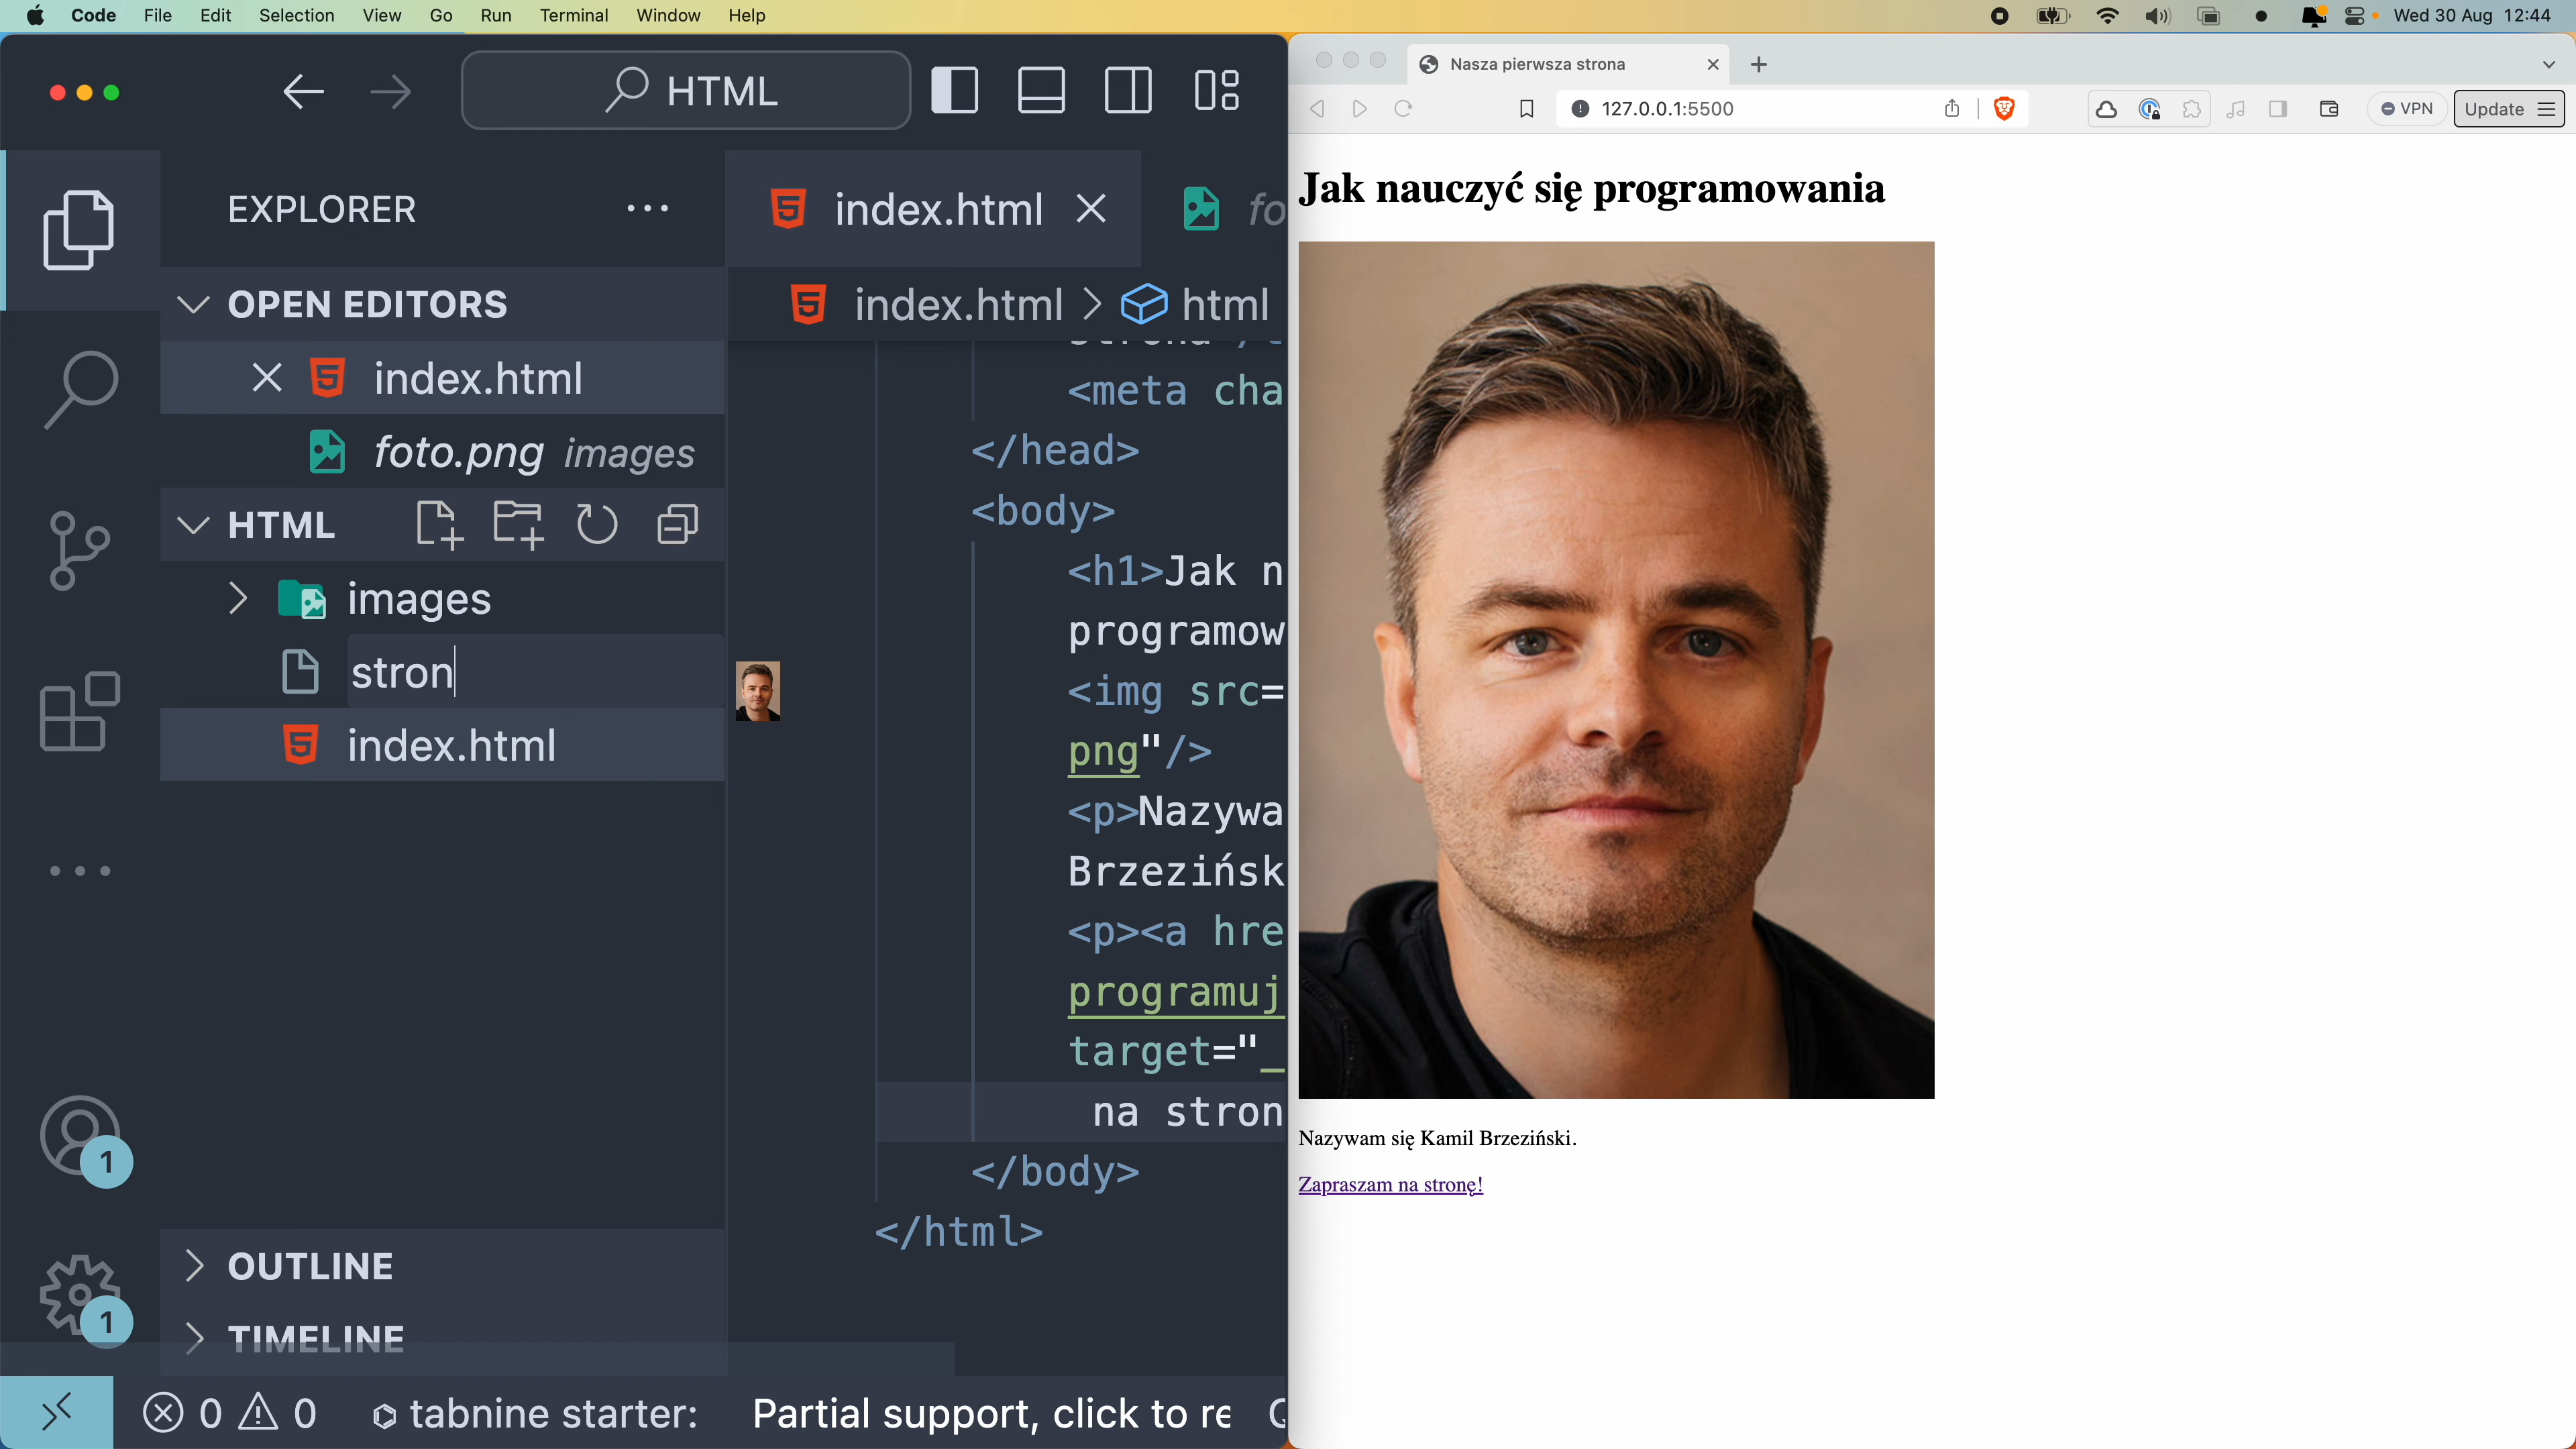 Code File Edit Selection View Go Run Terminal Window Help
Wed 30 Aug 12:44
HTML
EXPLORER
OPEN EDITORS
index.html
foto.png images
HTML
images
stron
index.html
OUTLINE
TIMELINE
1
1
index.html
fo
index.html > html
<meta cha
</head>
<body>
<h1>Jak n
programow
<img src=
png"/>
<p>Nazywa
Brzezińsk
<p><a hre
programuj
target="_
na stron
</body>
</html>
0 0 tabnine starter: Partial support, click to re
Nasza pierwsza strona
127.0.0.1:5500
VPN
Update
Jak nauczyć się programowania
Nazywam się Kamil Brzeziński.
Zapraszam na stronę!